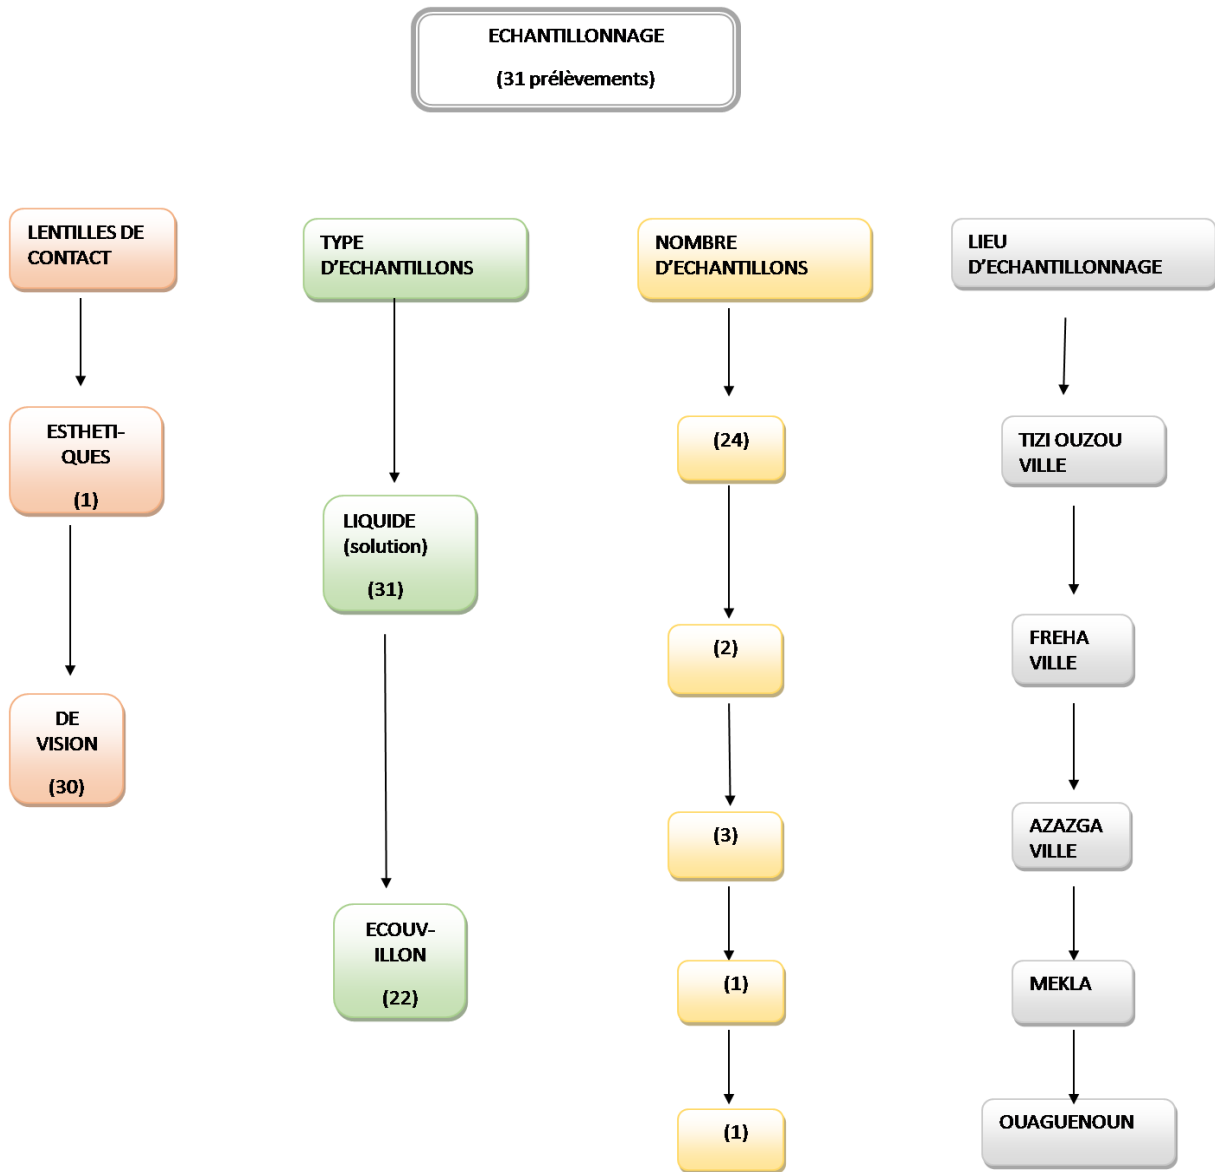 ECHANTILLONNAGE
(31 prélèvements)
LENTILLES DE
CONTACT
ESTHETI-
QUES
(1)
DE
VISION
(30)
TYPE
D'ECHANTILLONS
LIQUIDE
(solution)
(31)
ECOUV-
ILLON
(22)
NOMBRE
D'ECHANTILLONS
(24)
(2)
(3)
(1)
(1)
LIEU
D'ECHANTILLONNAGE
TIZI OUZOU
VILLE
FREHA
VILLE
AZAZGA
VILLE
MEKLA
OUAGUENOUN